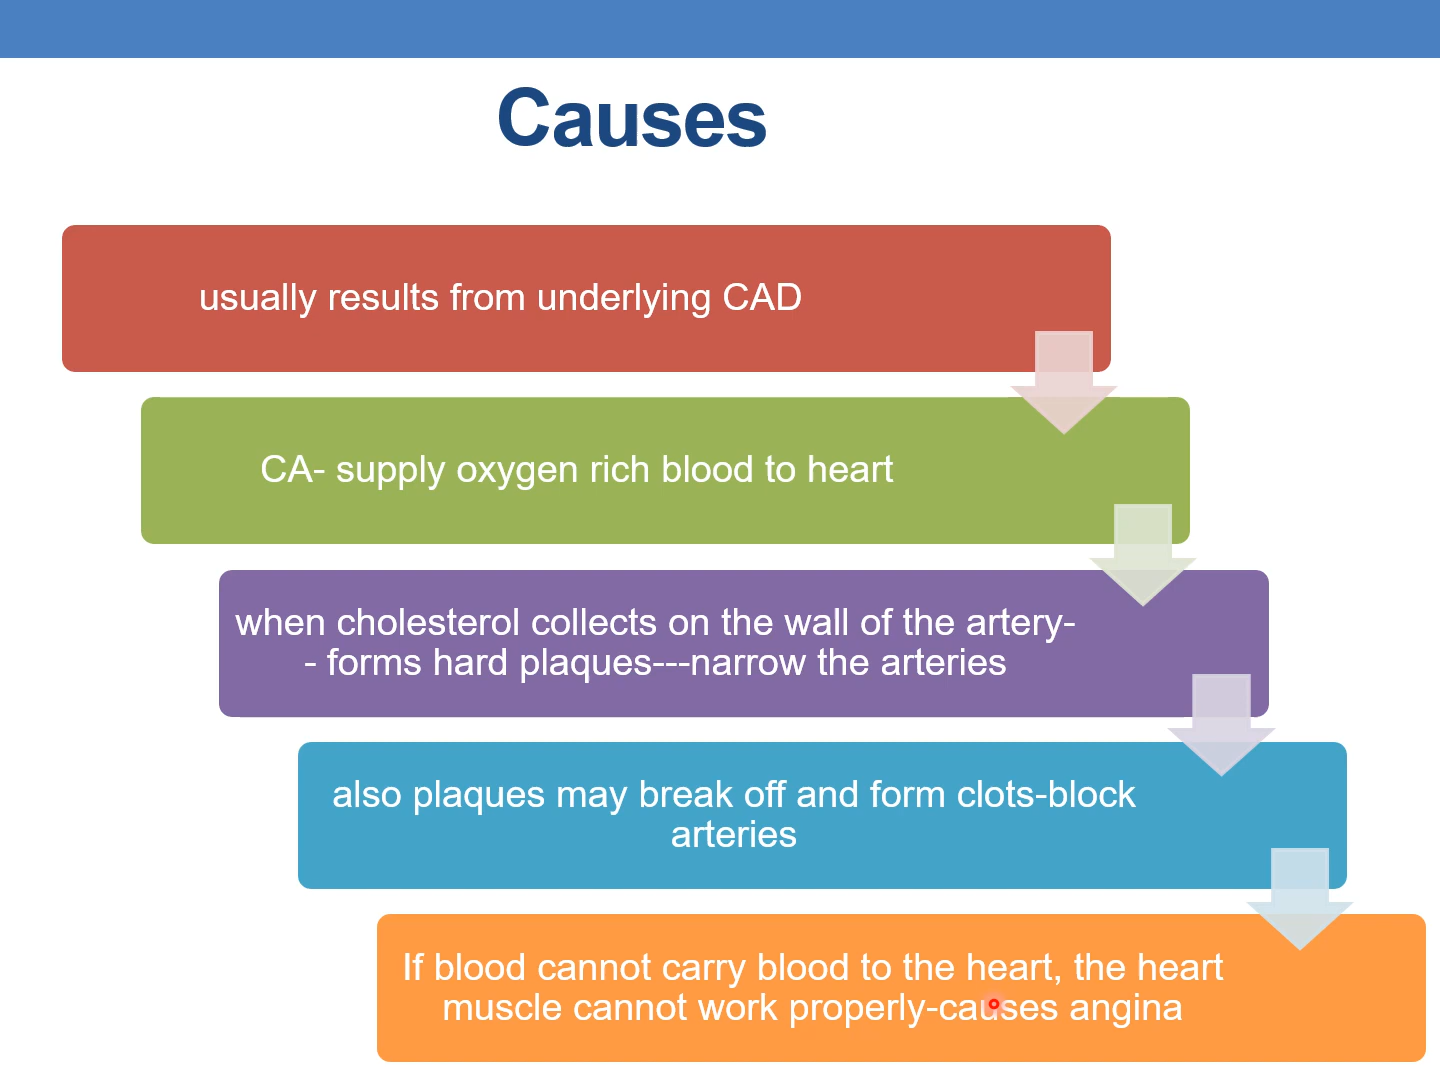 Causes
usually results from underlying CAD
CA- supply oxygen rich blood to heart
when cholesterol collects on the wall of the artery-
- forms hard plaques---narrow the arteries
also plaques may break off and form clots-block
arteries
If blood cannot carry blood to the heart, the heart
muscle cannot work properly-causes angina